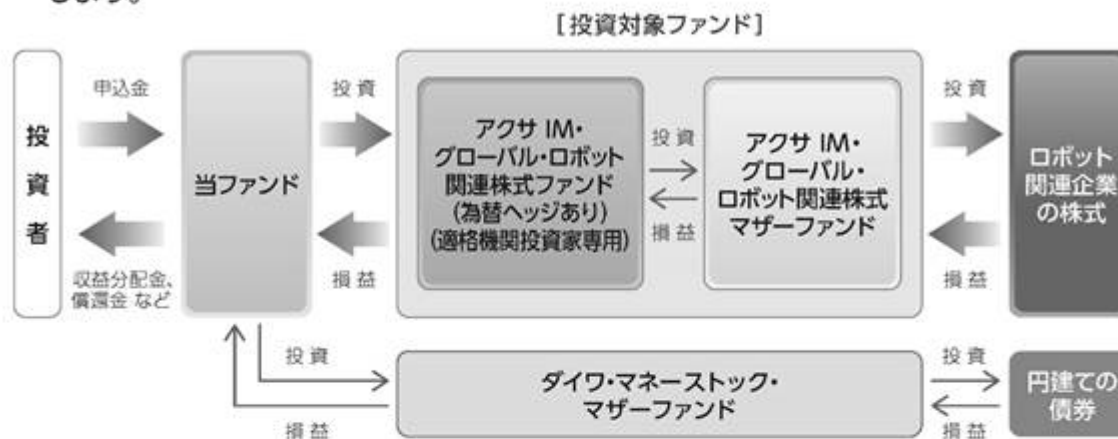 します。
[投資対象ファンド]
投資者
申込金
収益分配金、
償還金 など
当ファンド
投資
損益
アクサ IM・
グローバル・ロボット
関連株式ファンド
(為替ヘッジあり)
(適格機関投資家専用)
投資
損益
アクサ IM・
グローバル・
ロボット関連株式
マザーファンド
投資
損益
ロボット
関連企業
の株式
投資
損益
ダイワ・マネーストック・
マザーファンド
投資
損益
円建ての
債券